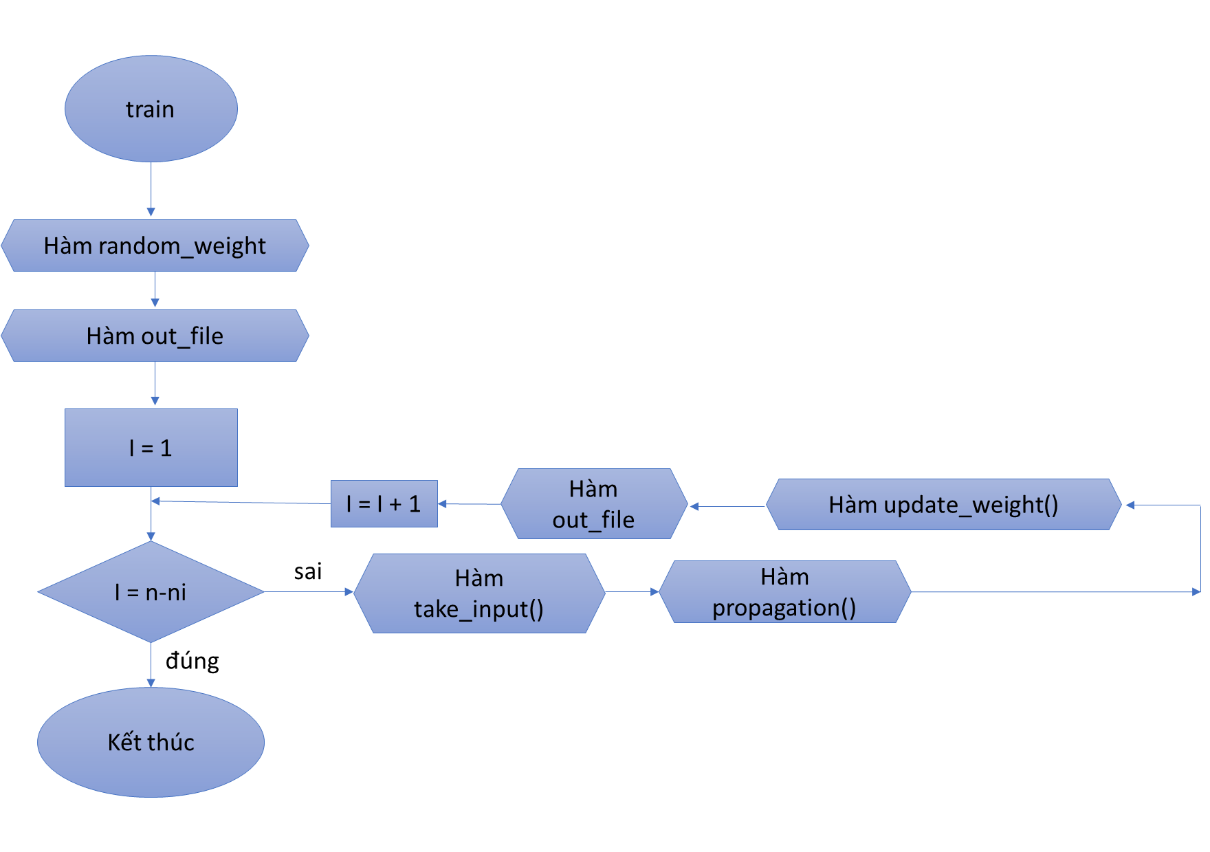 train
Hàm random_weight
Hàm out_file
I = 1
I = I + 1
Hàm
out_file
Hàm update_weight()
I = n-ni
sai
Hàm
take_input()
Hàm
propagation()
đúng
Kết thúc